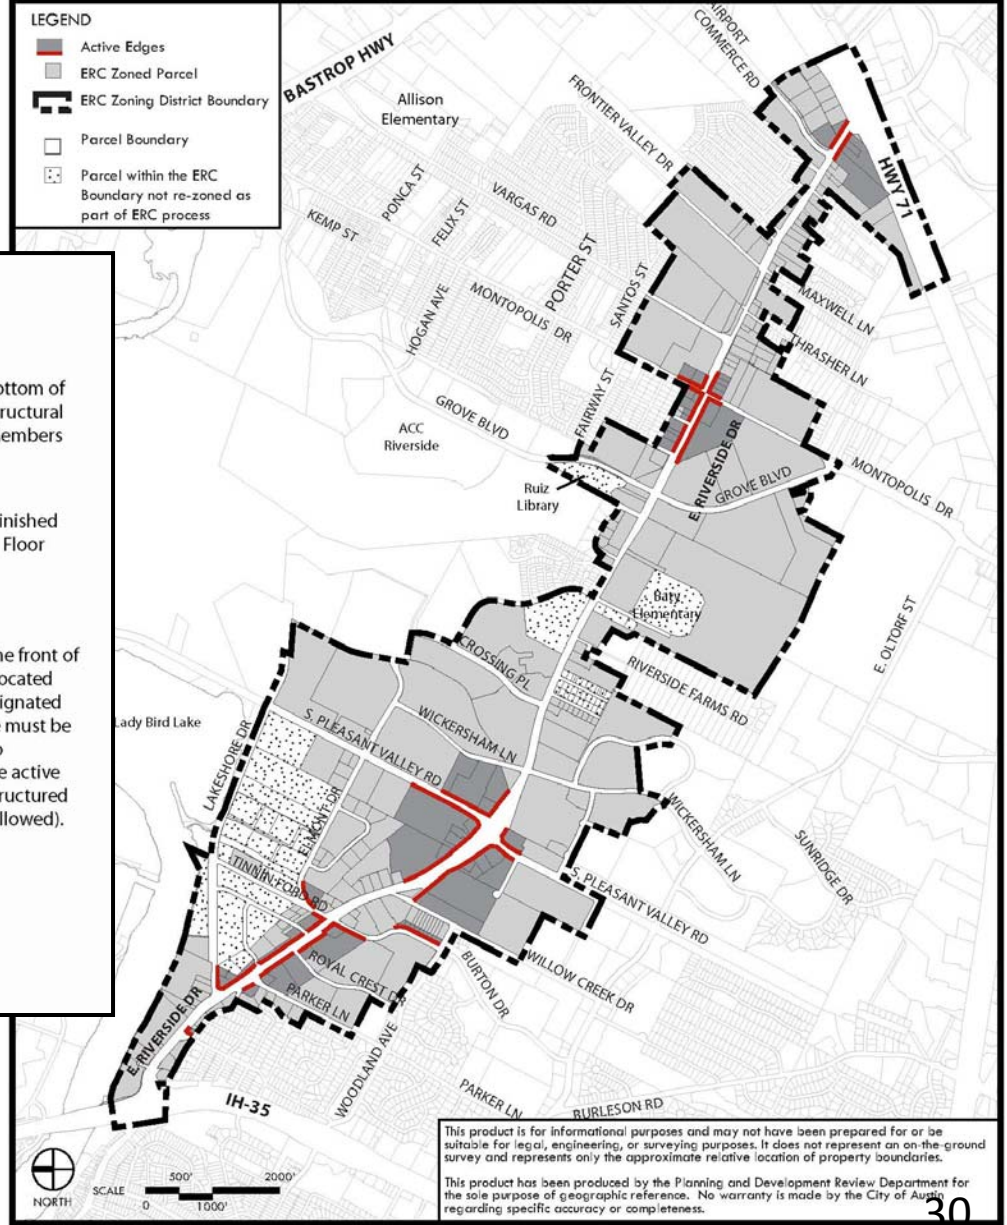 LEGEND
Active Edges
ERC Zoned Parcel
ERC Zoning District Boundary
Parcel Boundary
Parcel within the ERC
Boundary not re-zoned as
part of ERC process
ottom of
tructural
nembers
inished
Floor
ne front of
ocated
ignated
e must be
e active
ructured
llowed).
BASTROP HWY
Allison
Elementary
AIRPORT
COMMERCE RD
FRONTIER VALLEY DR
HWY 71
PONCA ST
FELIX ST
VARGAS RD
KEMP ST
PORTER ST
HOGAN AVE
MONTOPOLIS DR
SANTOS ST
MAXWELL LN
THRASHER LN
FAIRWAY ST
GROVE BLVD
ACC
Riverside
Ruiz
Library
E. RIVERSIDE DR
GROVE BLVD
MONTOPOLIS DR
Baty
Elementary
E. OLTORF ST
CROSSING PL
RIVERSIDE FARMS RD
Lady Bird Lake
LAKESHORE DR
S. PLEASANT VALLEY RD
WICKERSHAM LN
ELMONT DR
WICKERSHAM LN
SUNRIDGE DR
TINNIN FORD RD
S. PLEASANT VALLEY RD
ROYAL CREST DR
BURTON DR
WILLOW CREEK DR
PARKER LN
E. RIVERSIDE DR
WOODLAND AVE
IH-35
PARKER LN
BURLESON RD
NORTH
SCALE
500'
2000'
0
1000'
This product is for informational purposes and may not have been prepared for or be
suitable for legal, engineering, or surveying purposes. It does not represent an on-the-ground
survey and represents only the approximate relative location of property boundaries.
This product has been produced by the Planning and Development Review Department for
the sole purpose of geographic reference. No warranty is made by the City of Austin
regarding specific accuracy or completeness.
30